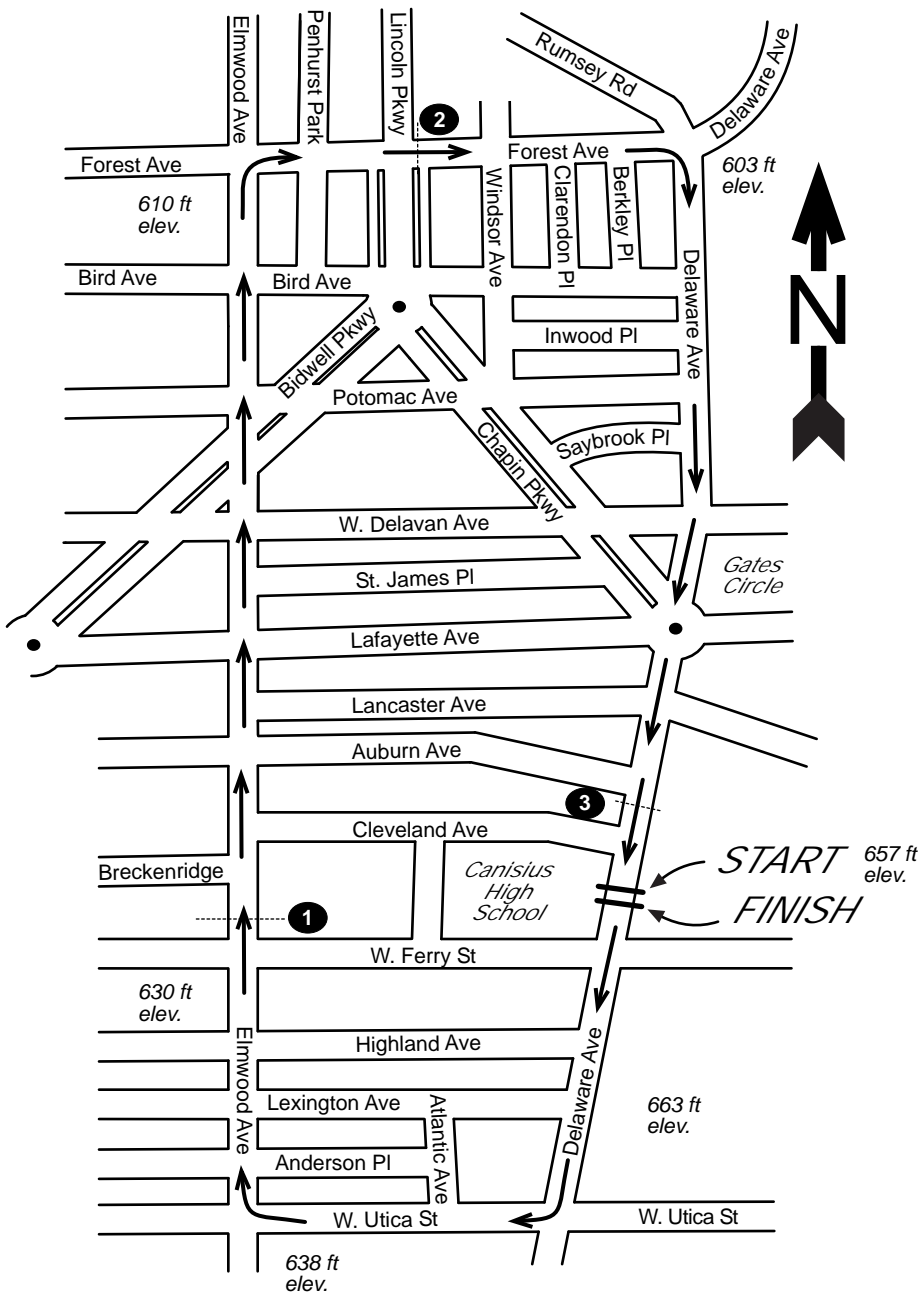 Elmwood Ave
Penhurst Park
Lincoln Pkwy
Rumsey Rd
Delaware Ave
2
Forest Ave
Forest Ave
603 ft
elev.
610 ft
elev.
Windsor Ave
Clarendon Pl
Berkley Pl
Delaware Ave
N
Bird Ave
Bird Ave
Inwood Pl
Bidwell Pkwy
Potomac Ave
Chapin Pkwy
Saybrook Pl
W. Delavan Ave
Gates
Circle
St. James Pl
Lafayette Ave
Lancaster Ave
Auburn Ave
3
Cleveland Ave
Breckenridge
Canisius
High
School
START
657 ft
elev.
FINISH
1
W. Ferry St
630 ft
elev.
Elmwood Ave
Highland Ave
Delaware Ave
Lexington Ave
Atlantic Ave
663 ft
elev.
Anderson Pl
W. Utica St
W. Utica St
638 ft
elev.